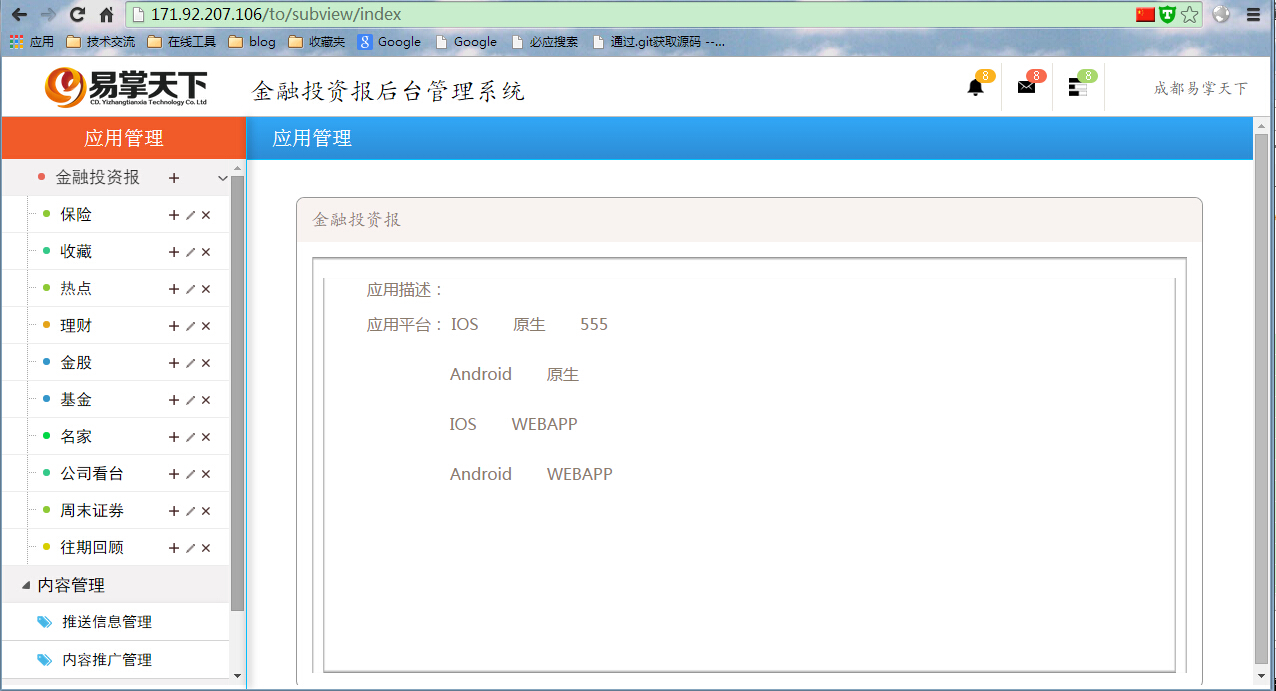 171.92.207.106/to/subview/index
应用 技术交流 在线工具 blog 收藏夹 Google Google 必应搜索 通过.git获取源码 --...
易掌天下 CD. Yizhangtianxia Technology Co. Ltd
金融投资报后台管理系统 8 8 8 成都易掌天下
应用管理 应用管理
金融投资报
保险
收藏
热点
理财
金股
基金
名家
公司看台
周末证券
往期回顾
内容管理
推送信息管理
内容推广管理
金融投资报
应用描述：
应用平台： IOS 原生 555
Android 原生
IOS WEBAPP
Android WEBAPP